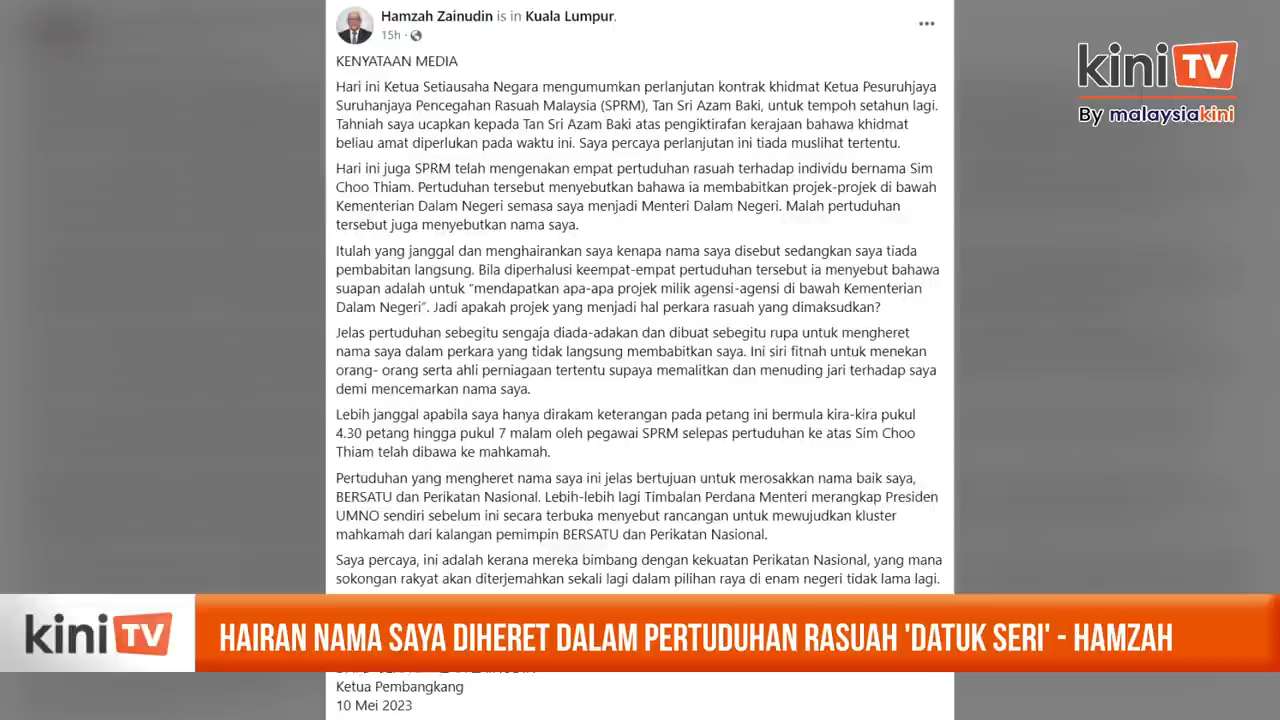 Hamzah Zainudin is in Kuala Lumpur.
15h ·
KENYATAAN MEDIA
Hari ini Ketua Setiausaha Negara mengumumkan perlanjutan kontrak khidmat Ketua Pesuruhjaya
Suruhanjaya Pencegahan Rasuah Malaysia (SPRM), Tan Sri Azam Baki, untuk tempoh setahun lagi.
Tahniah saya ucapkan kepada Tan Sri Azam Baki atas pengiktirafan kerajaan bahawa khidmat
beliau amat diperlukan pada waktu ini. Saya percaya perlanjutan ini tiada muslihat tertentu.
Hari ini juga SPRM telah mengenakan empat pertuduhan rasuah terhadap individu bernama Sim
Choo Thiam. Pertuduhan tersebut menyebutkan bahawa ia membabitkan projek-projek di bawah
Kementerian Dalam Negeri semasa saya menjadi Menteri Dalam Negeri. Malah pertuduhan
tersebut juga menyebutkan nama saya.
Itulah yang janggal dan menghairankan saya kenapa nama saya disebut sedangkan saya tiada
pembabitan langsung. Bila diperhalusi keempat-empat pertuduhan tersebut ia menyebut bahawa
suapan adalah untuk “mendapatkan apa-apa projek milik agensi-agensi di bawah Kementerian
Dalam Negeri”. Jadi apakah projek yang menjadi hal perkara rasuah yang dimaksudkan?
Jelas pertuduhan sebegitu sengaja diada-adakan dan dibuat sebegitu rupa untuk mengheret
nama saya dalam perkara yang tidak langsung membabitkan saya. Ini siri fitnah untuk menekan
orang- orang serta ahli perniagaan tertentu supaya memalitkan dan menuding jari terhadap saya
demi mencemarkan nama saya.
Lebih janggal apabila saya hanya dirakam keterangan pada petang ini bermula kira-kira pukul
4.30 petang hingga pukul 7 malam oleh pegawai SPRM selepas pertuduhan ke atas Sim Choo
Thiam telah dibawa ke mahkamah.
Pertuduhan yang mengheret nama saya ini jelas bertujuan untuk merosakkan nama baik saya,
BERSATU dan Perikatan Nasional. Lebih-lebih lagi Timbalan Perdana Menteri merangkap Presiden
UMNO sendiri sebelum ini secara terbuka menyebut rancangan untuk mewujudkan kluster
mahkamah dari kalangan pemimpin BERSATU dan Perikatan Nasional.
Saya percaya, ini adalah kerana mereka bimbang dengan kekuatan Perikatan Nasional, yang mana
sokongan rakyat akan diterjemahkan sekali lagi dalam pilihan raya di enam negeri tidak lama lagi.
Ketua Pembangkang
10 Mei 2023
kini TV
By malaysiakini
kini TV
HAIRAN NAMA SAYA DIHERET DALAM PERTUDUHAN RASUAH 'DATUK SERI' - HAMZAH